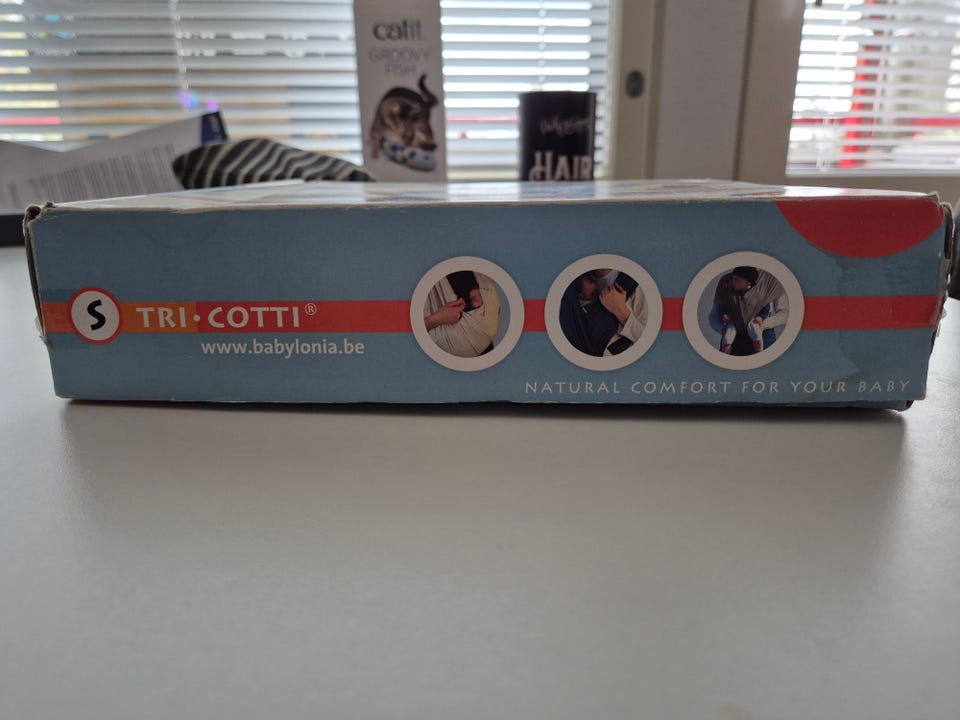 catit
GROOVY
FISH
HAIR
S TRI·COTTI®
www.babylonia.be
NATURAL COMFORT FOR YOUR BABY